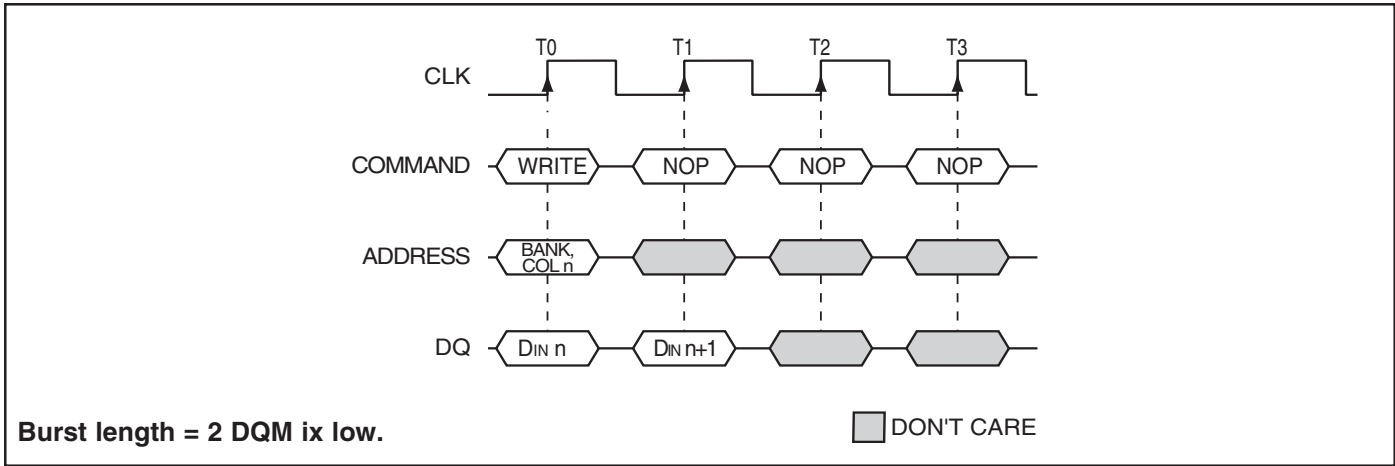 T0 T1 T2 T3
CLK
COMMAND WRITE NOP NOP NOP
ADDRESS BANK,
COL n
DQ DIN n DIN n+1
Burst length = 2 DQM ix low.
DON'T CARE